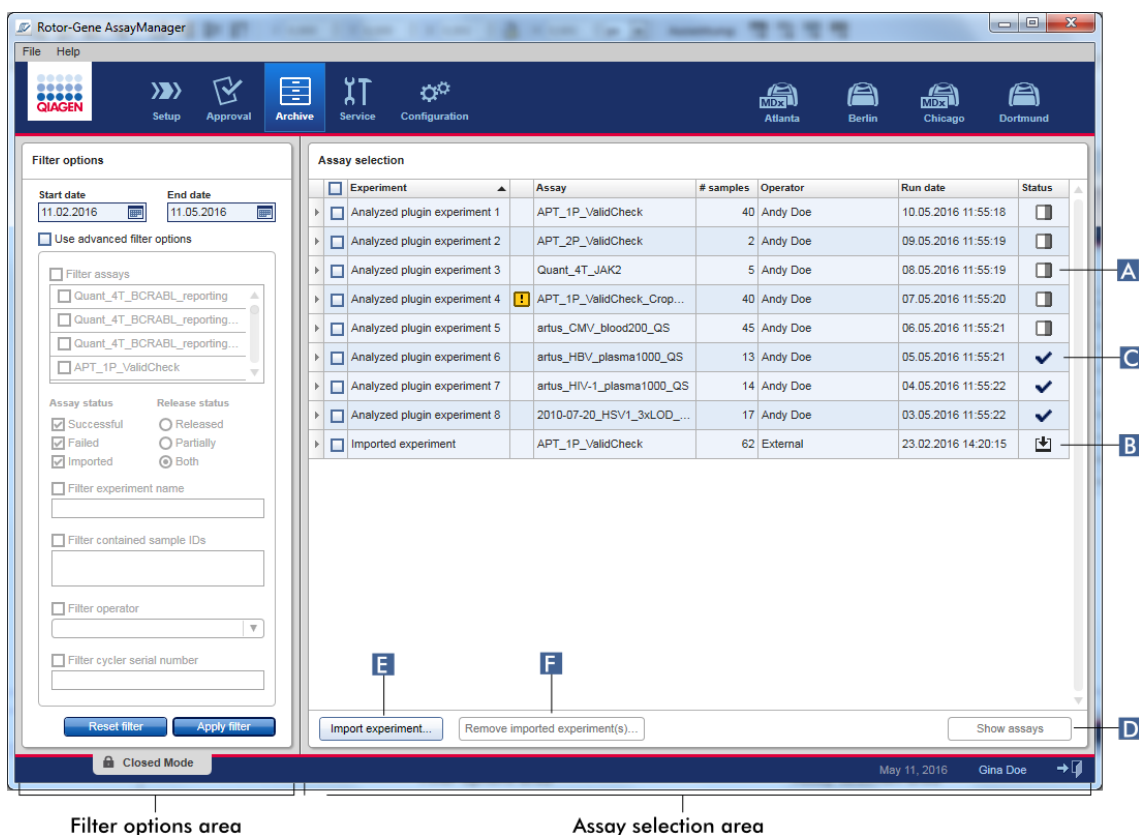 Rotor-Gene AssayManager
File Help
QIAGEN
Setup Approval Archive Service Configuration
MDx Atlanta Berlin MDx Chicago Dortmund
Filter options
Start date End date
11.02.2016 11.05.2016
Use advanced filter options
Filter assays
Quant_4T_BCRABL_reporting
Quant_4T_BCRABL_reporting...
Quant_4T_BCRABL_reporting...
APT_1P_ValidCheck
Assay status Release status
Successful Released
Failed Partially
Imported Both
Filter experiment name
Filter contained sample IDs
Filter operator
Filter cycler serial number
Reset filter Apply filter
Assay selection
Experiment Assay # samples Operator Run date Status
Analyzed plugin experiment 1 APT_1P_ValidCheck 40 Andy Doe 10.05.2016 11:55:18
Analyzed plugin experiment 2 APT_2P_ValidCheck 2 Andy Doe 09.05.2016 11:55:19
Analyzed plugin experiment 3 Quant_4T_JAK2 5 Andy Doe 08.05.2016 11:55:19 A
Analyzed plugin experiment 4 ! APT_1P_ValidCheck_Crop... 40 Andy Doe 07.05.2016 11:55:20
Analyzed plugin experiment 5 artus_CMV_blood200_QS 45 Andy Doe 06.05.2016 11:55:21
Analyzed plugin experiment 6 artus_HBV_plasma1000_QS 13 Andy Doe 05.05.2016 11:55:21 C
Analyzed plugin experiment 7 artus_HIV-1_plasma1000_QS 14 Andy Doe 04.05.2016 11:55:22
Analyzed plugin experiment 8 2010-07-20_HSV1_3xLOD_... 17 Andy Doe 03.05.2016 11:55:22
Imported experiment APT_1P_ValidCheck 62 External 23.02.2016 14:20:15 B
E F
Import experiment... Remove imported experiment(s)... Show assays D
Closed Mode
May 11, 2016 Gina Doe
Filter options area Assay selection area